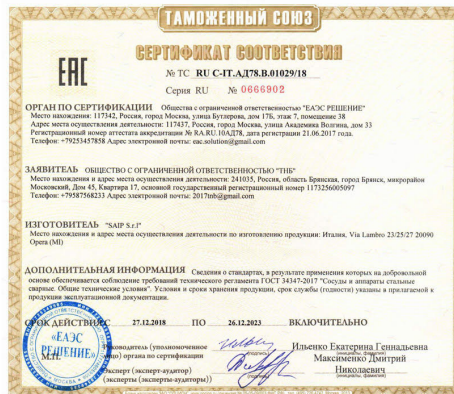 ТАМОЖЕННЫЙ СОЮЗ
СЕРТИФИКАТ СООТВЕТСТВИЯ
ЕАС
№ ТС RU С-IT.АД78.В.01029/18
Серия RU № 0666902
ОРГАН ПО СЕРТИФИКАЦИИ Общества с ограниченной ответственностью "ЕАЭС РЕШЕНИЕ"
Место нахождения: 117342, Россия, город Москва, улица Бутлерова, дом 17Б, этаж 7, помещение 38
Адрес места осуществления деятельности: 117437, Россия, город Москва, улица Академика Волгина, дом 33
Регистрационный номер аттестата аккредитации № RA.RU.10АД78, дата регистрации 21.06.2017 года.
Телефон: +79253457858 Адрес электронной почты: eac.solution@gmail.com
ЗАЯВИТЕЛЬ ОБЩЕСТВО С ОГРАНИЧЕННОЙ ОТВЕТСТВЕННОСТЬЮ "ТНБ"
Место нахождения и адрес места осуществления деятельности: 241035, Россия, область Брянская, город Брянск, микрорайон
Московский, Дом 45, Квартира 17, основной государственный регистрационный номер 1173256005097
Телефон: +79587568233 Адрес электронной почты: 2017tnb@gmail.com
ИЗГОТОВИТЕЛЬ "SAIP S.r.l"
Место нахождения и адрес места осуществления деятельности по изготовлению продукции: Италия, Via Lambro 23/25/27 20090
Opera (MI)
ДОПОЛНИТЕЛЬНАЯ ИНФОРМАЦИЯ Сведения о стандартах, в результате применения которых на добровольной
основе обеспечивается соблюдение требований технического регламента ГОСТ 34347-2017 "Сосуды и аппараты стальные
сварные. Общие технические условия". Условия и сроки хранения продукции, срок службы (годности) указаны в прилагаемой к
продукции эксплуатационной документации.
СРОК ДЕЙСТВИЯ С 27.12.2018 ПО 26.12.2023 ВКЛЮЧИТЕЛЬНО
«ЕАЭС
РЕШЕНИЕ»
М.П.
МОСКВА
Руководитель (уполномоченное
лицо) органа по сертификации
(подпись)
Ильенко Екатерина Геннадьевна
(инициалы, фамилия)
Эксперт (эксперт-аудитор)
(эксперты (эксперты-аудиторы))
(подпись)
Максименко Дмитрий
Николаевич
(инициалы, фамилия)